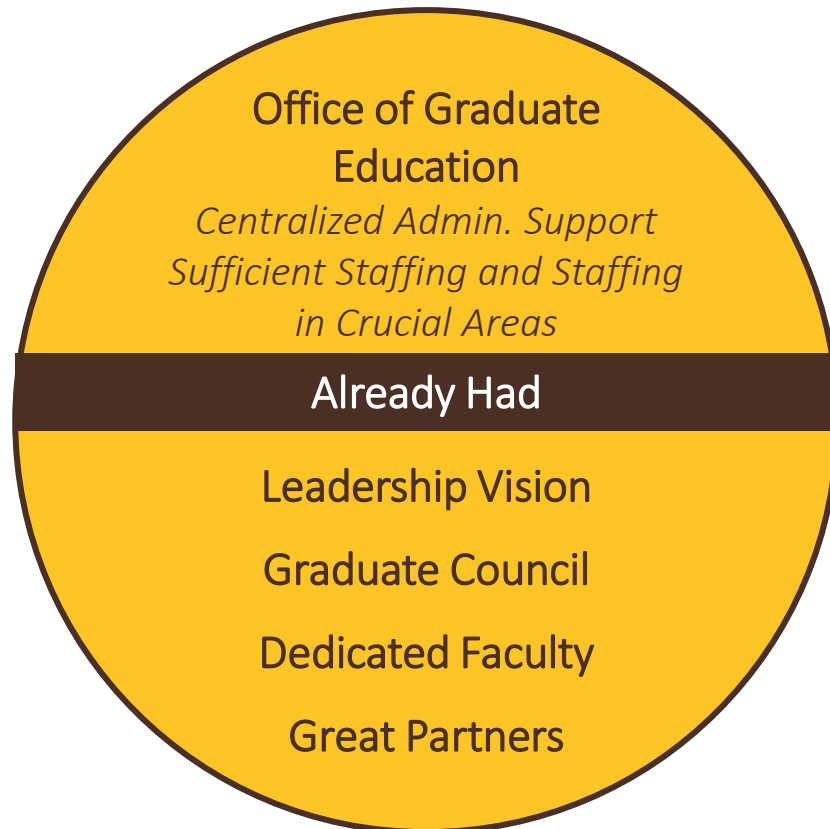 Office of Graduate
Education
Centralized Admin. Support
Sufficient Staffing and Staffing
in Crucial Areas
Already Had
Leadership Vision
Graduate Council
Dedicated Faculty
Great Partners